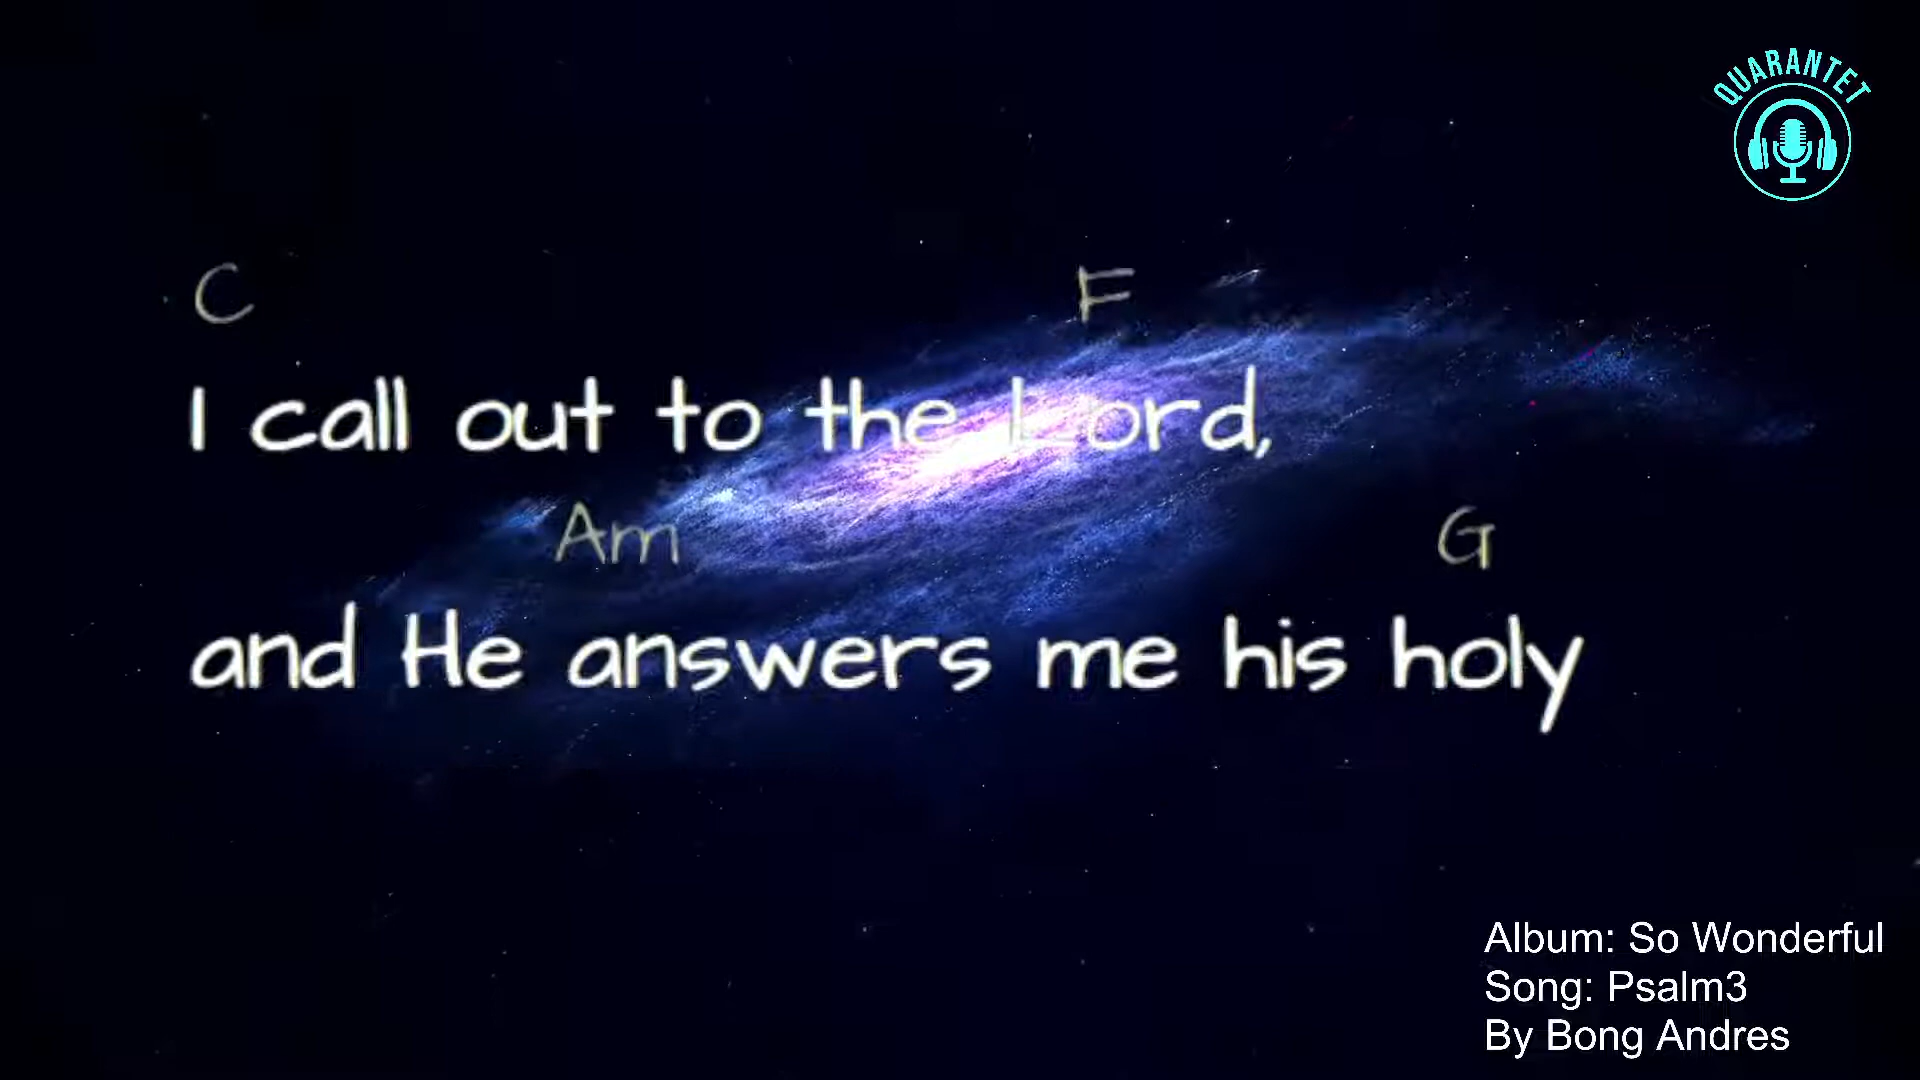 QUARANTET
C F
I call out to the Lord,
Am G
and He answers me his holy
Album: So Wonderful
Song: Psalm3
By Bong Andres